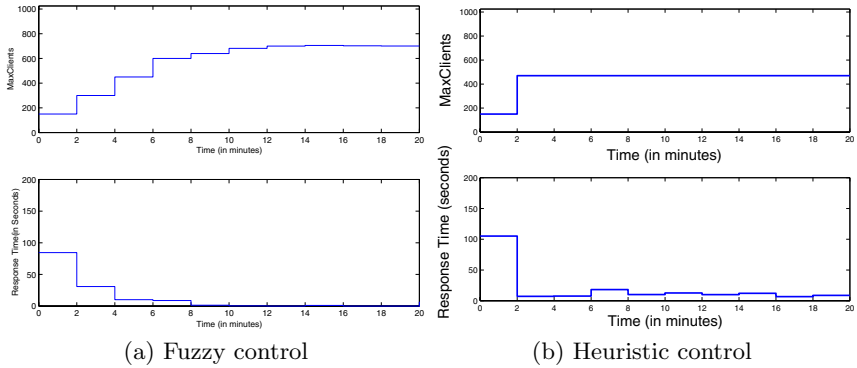 1000
800
600
400
200
0
MaxClients
0 2 4 6 8 10 12 14 16 18 20
Time (in minutes)
200
150
100
50
0
Response Time(in Seconds)
0 2 4 6 8 10 12 14 16 18 20
Time (in minutes)
(a) Fuzzy control
1000
800
600
400
200
0
MaxClients
0 2 4 6 8 10 12 14 16 18 20
Time (in minutes)
200
150
100
50
0
Response Time (seconds)
0 2 4 6 8 10 12 14 16 18 20
Time (in minutes)
(b) Heuristic control